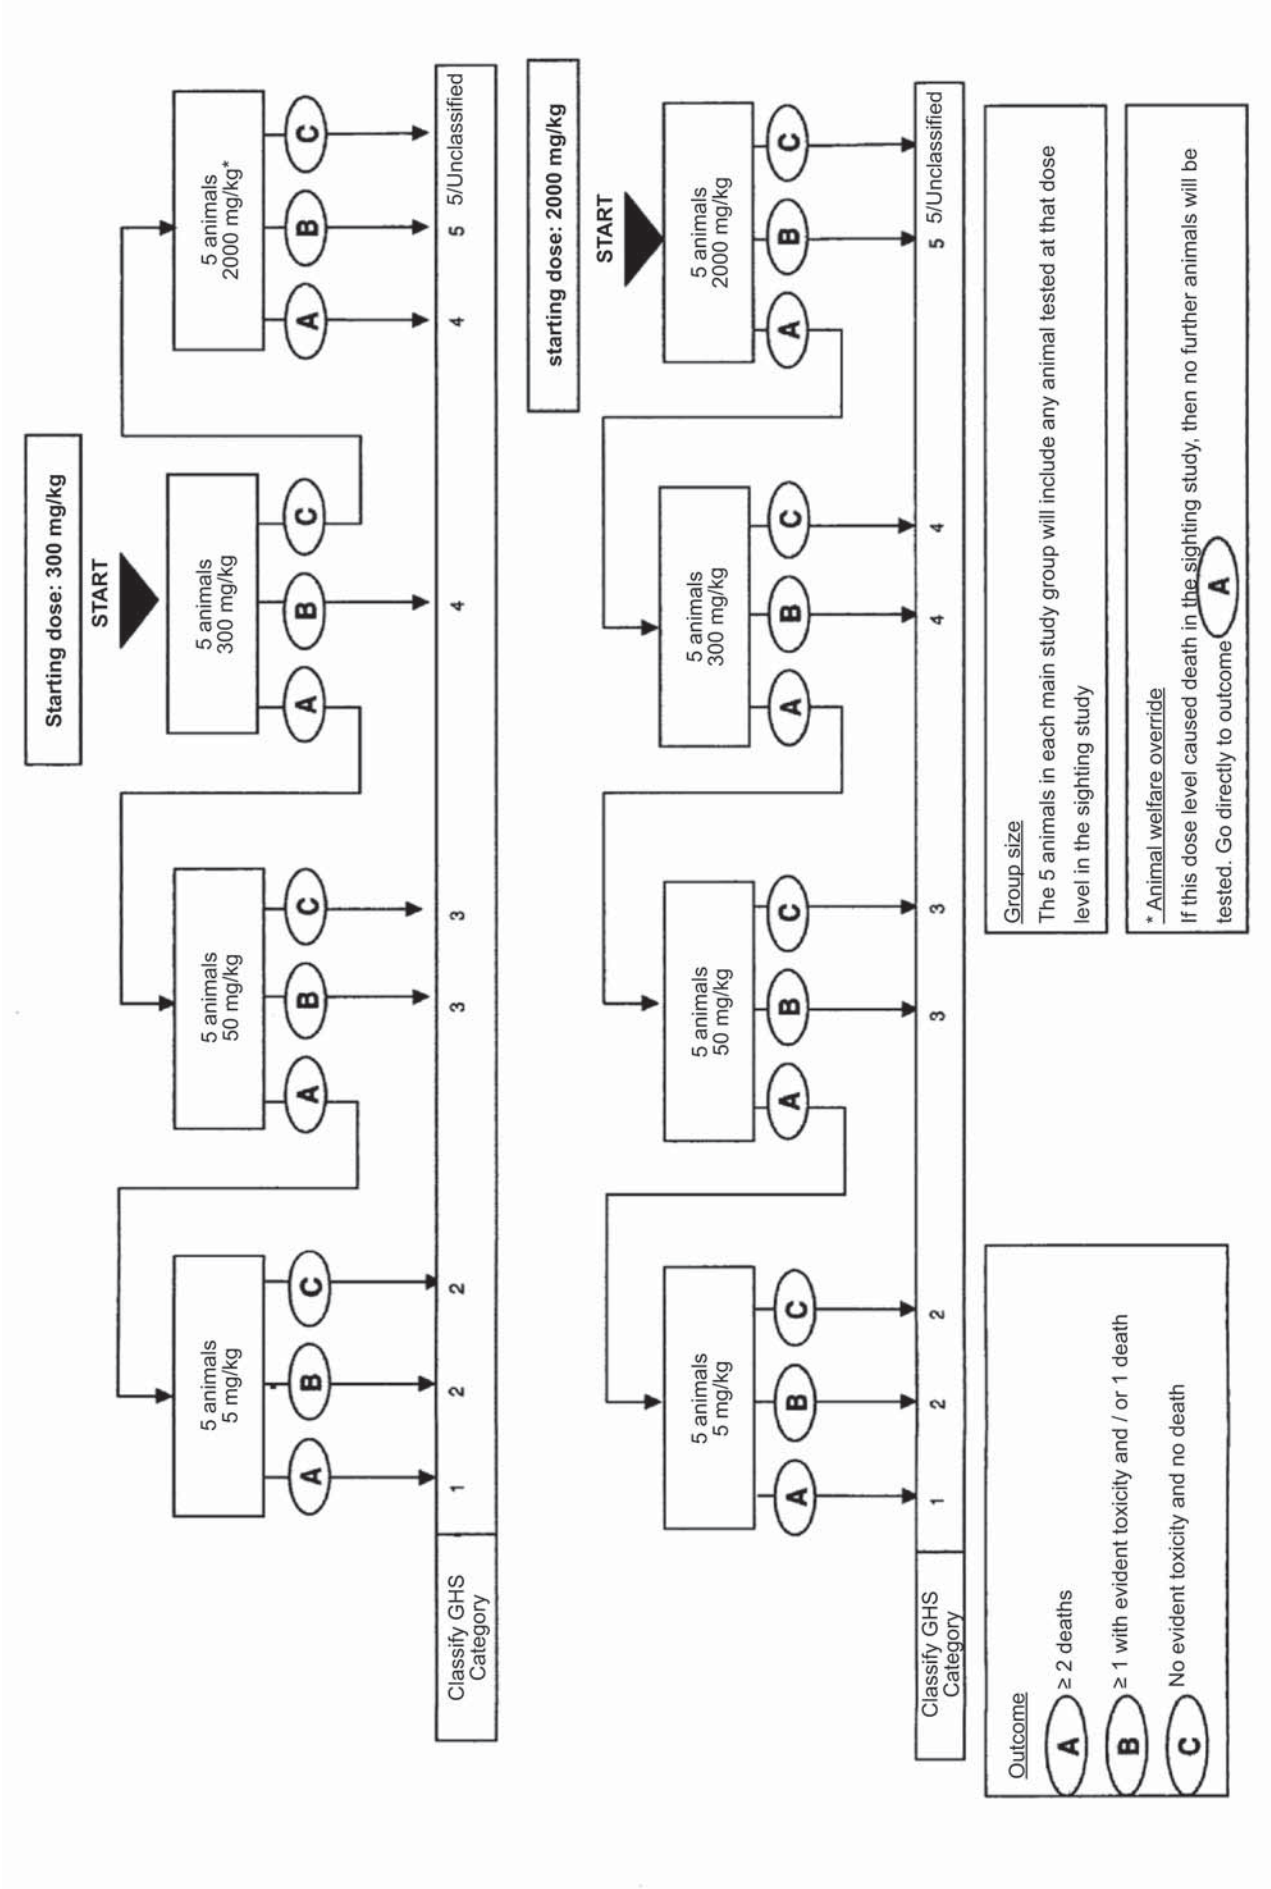 Starting dose: 300 mg/kg
START
5 animals
5 mg/kg
5 animals
50 mg/kg
5 animals
300 mg/kg
5 animals
2000 mg/kg*
A
B
C
A
B
C
A
B
C
A
B
C
Classify GHS
Category
1
2
2
3
3
4
4
5
5/Unclassified
starting dose: 2000 mg/kg
START
5 animals
5 mg/kg
5 animals
50 mg/kg
5 animals
300 mg/kg
5 animals
2000 mg/kg
A
B
C
A
B
C
A
B
C
A
B
C
Classify GHS
Category
1
2
2
3
3
4
4
5
5/Unclassified
Outcome
A ≥ 2 deaths
B ≥ 1 with evident toxicity and / or 1 death
C No evident toxicity and no death
Group size
The 5 animals in each main study group will include any animal tested at that dose
level in the sighting study
* Animal welfare override
If this dose level caused death in the sighting study, then no further animals will be
tested. Go directly to outcome A